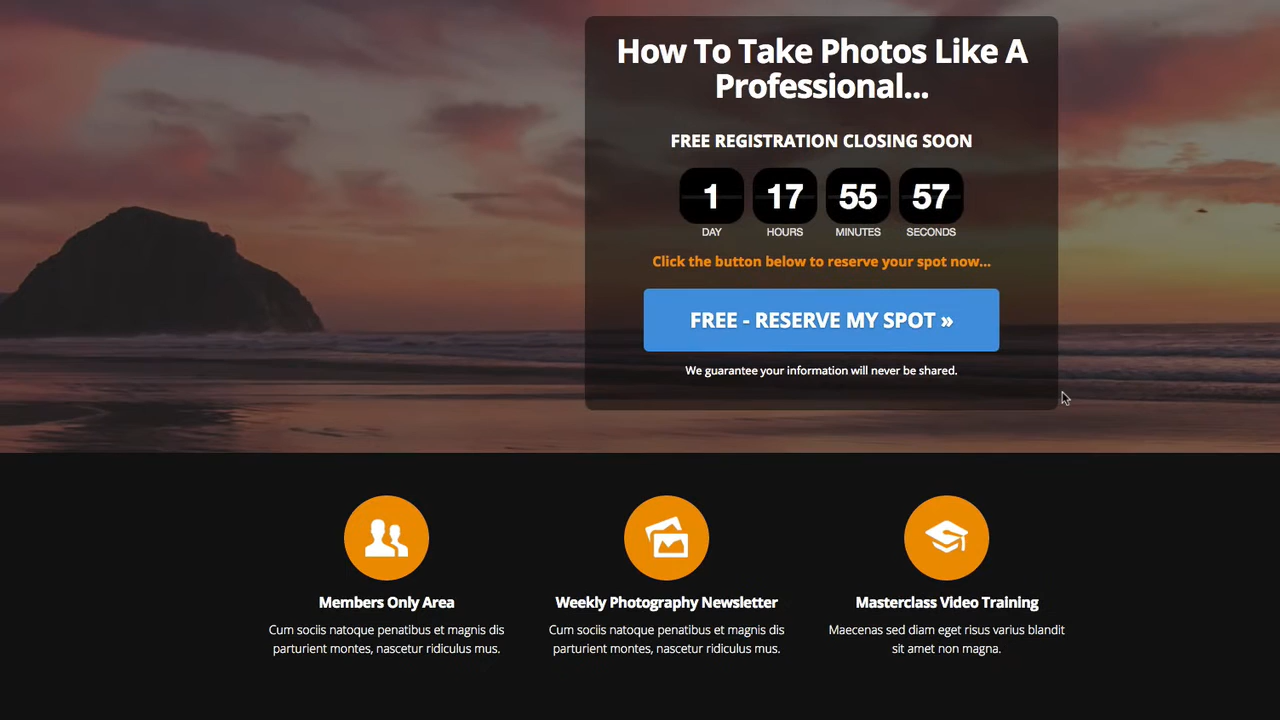 How To Take Photos Like A
Professional...
FREE REGISTRATION CLOSING SOON
1 17 55 57
DAY HOURS MINUTES SECONDS
Click the button below to reserve your spot now...
FREE - RESERVE MY SPOT »
We guarantee your information will never be shared.
Members Only Area
Cum sociis natoque penatibus et magnis dis
parturient montes, nascetur ridiculus mus.
Weekly Photography Newsletter
Cum sociis natoque penatibus et magnis dis
parturient montes, nascetur ridiculus mus.
Masterclass Video Training
Maecenas sed diam eget risus varius blandit
sit amet non magna.